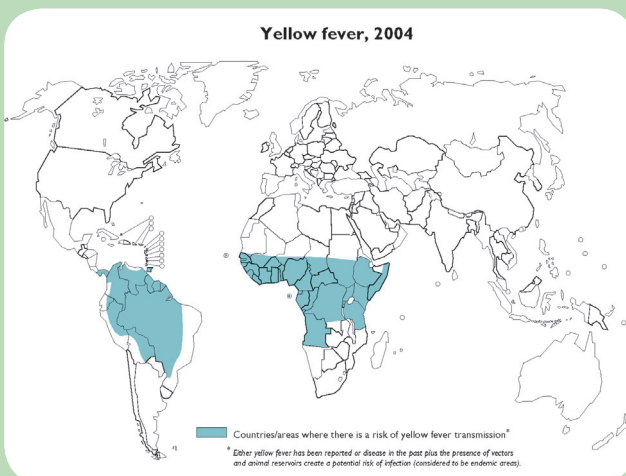 Yellow fever, 2004
Countries/areas where there is a risk of yellow fever transmission*
* Either yellow fever has been reported or disease in the past plus the presence of vectors
and animal reservoirs create a potential risk of infection (considered to be endemic areas).